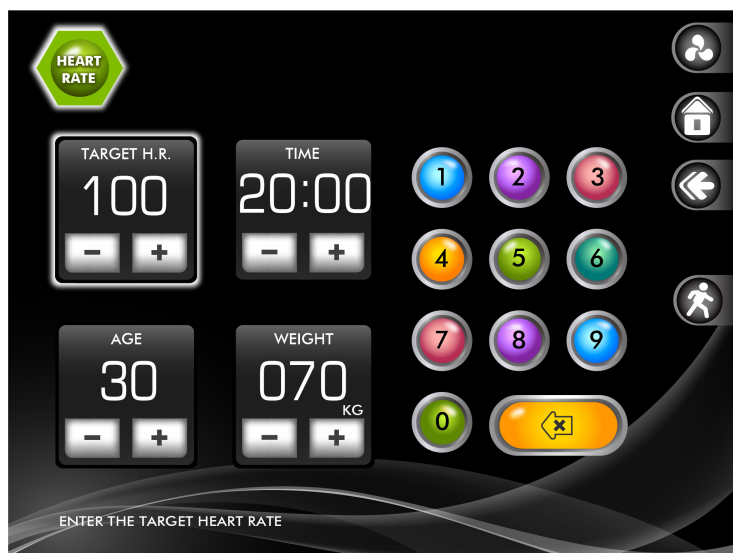 HEART
RATE
TARGET H.R.
100
- +
TIME
20:00
- +
1 2 3
4 5 6
AGE
30
- +
WEIGHT
070
KG
- +
7 8 9
0
ENTER THE TARGET HEART RATE